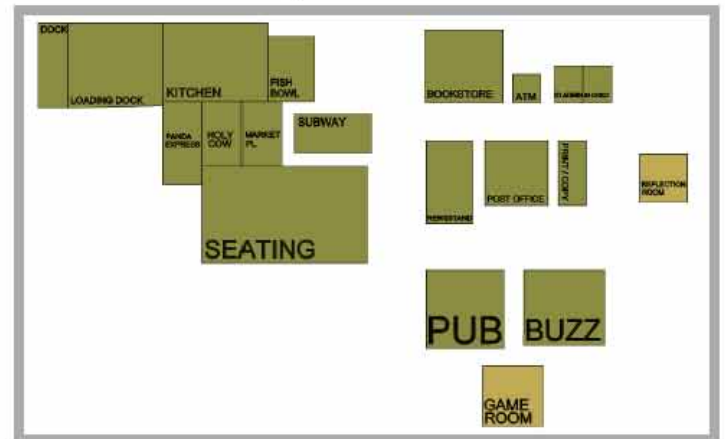 DOCK
LOADING DOCK
KITCHEN
FISH
BOWL
PANDA
EXPRESS
HOLY
COW
MARKET
PL
SUBWAY
SEATING
BOOKSTORE
ATM
NEWSSTAND
POST OFFICE
PRINT / COPY
REFLECTION
ROOM
PUB
BUZZ
GAME
ROOM